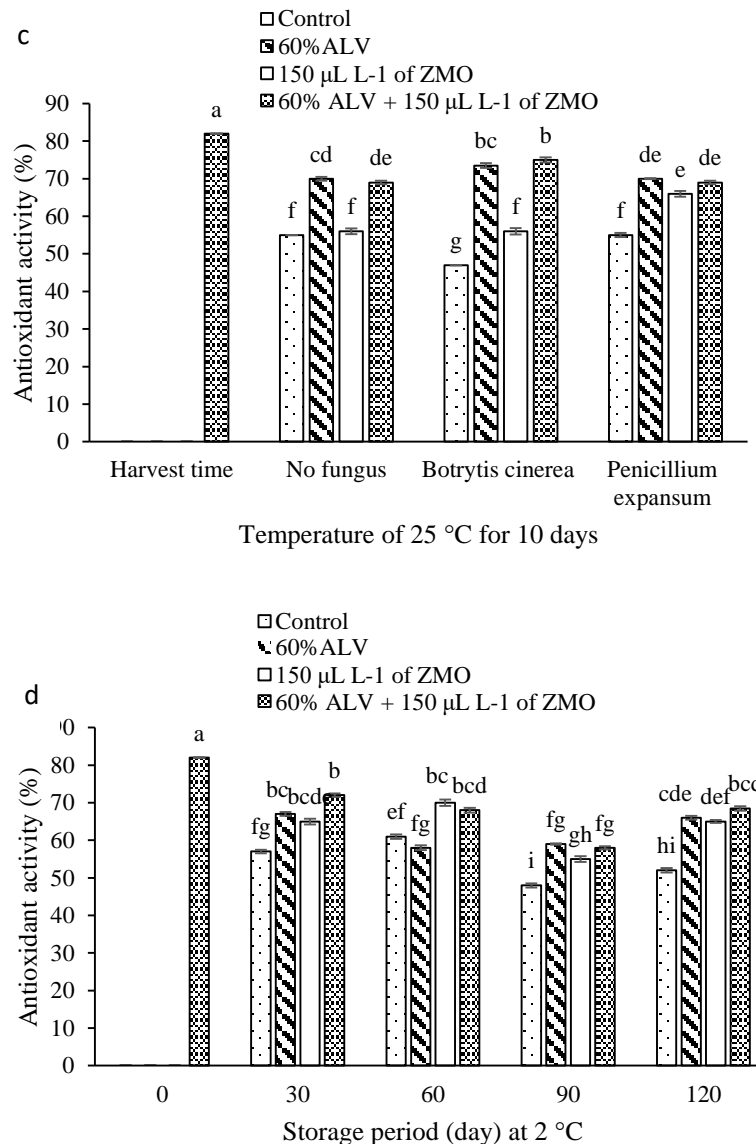 c
Control
60%ALV
150 µL L-1 of ZMO
60% ALV + 150 µL L-1 of ZMO
Antioxidant activity (%)
90
80
70
60
50
40
30
20
10
0
a
f
cd
f
de
g
bc
f
b
f
de
e
de
Harvest time
No fungus
Botrytis cinerea
Penicillium
expansum
Temperature of 25 °C for 10 days
Control
60%ALV
150 µL L-1 of ZMO
60% ALV + 150 µL L-1 of ZMO
d
Antioxidant activity (%)
80
70
60
50
40
30
20
10
0
a
fg
bc
bcde
b
ef
fg
bc
bcd
i
fg
gh
fg
hi
cde
def
bcd
0
30
60
90
120
Storage period (day) at 2 °C